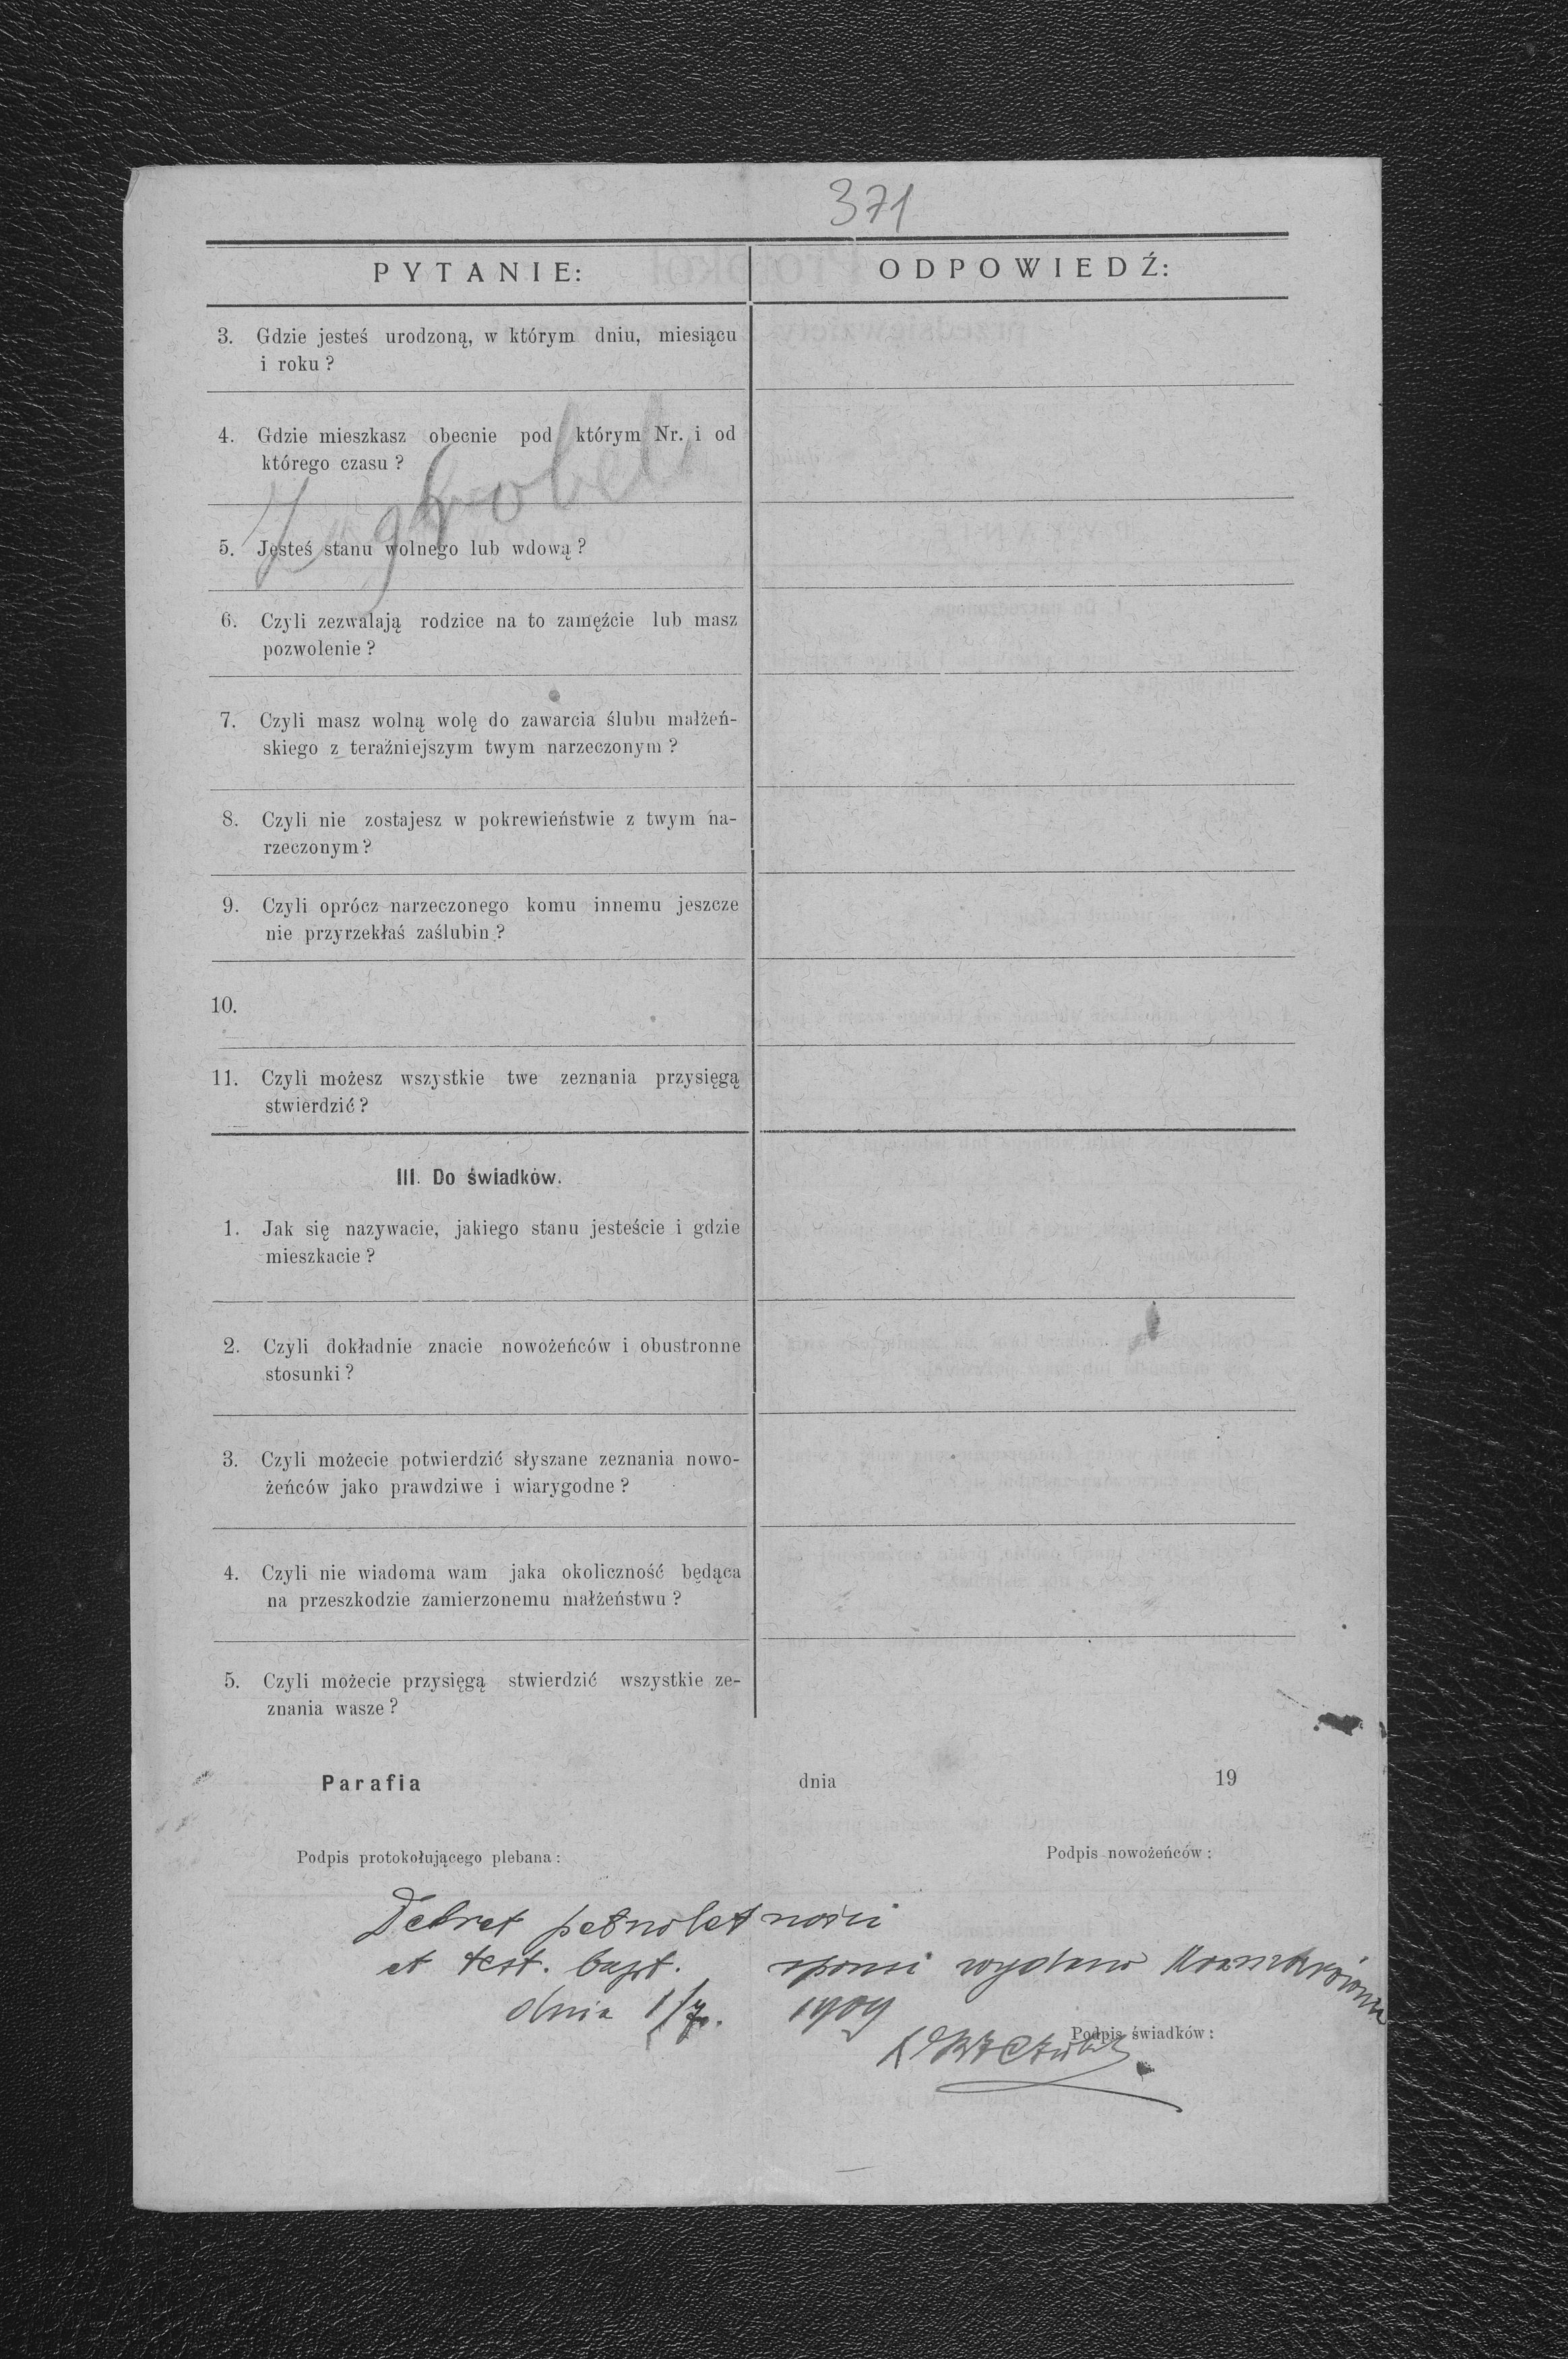 371
PYTANIE: ODPOWIEDŹ:
3. Gdzie jesteś urodzoną, w którym dniu, miesiącu
i roku?
4. Gdzie mieszkasz obecnie pod którym Nr. i od
którego czasu?
5. Jesteś stanu wolnego lub wdową?
6. Czyli zezwalają rodzice na to zamęźcie lub masz
pozwolenie?
7. Czyli masz wolną wolę do zawarcia ślubu małżeń-
skiego z teraźniejszym twym narzeczonym?
8. Czyli nie zostajesz w pokrewieństwie z twym na-
rzeczonym?
9. Czyli oprócz narzeczonego komu innemu jeszcze
nie przyrzekłaś zaślubin?
10.
11. Czyli możesz wszystkie twe zeznania przysięgą
stwierdzić?
III. Do świadków.
1. Jak się nazywacie, jakiego stanu jesteście i gdzie
mieszkacie?
2. Czyli dokładnie znacie nowożeńców i obustronne
stosunki?
3. Czyli możecie potwierdzić słyszane zeznania nowo-
żeńców jako prawdziwe i wiarygodne?
4. Czyli nie wiadoma wam jaka okoliczność będąca
na przeszkodzie zamierzonemu małżeństwu?
5. Czyli możecie przysięgą stwierdzić wszystkie ze-
znania wasze?
Parafia dnia 19
Podpis protokołującego plebana: Podpis nowożeńców:
Dekret pełnoletności
et test. bapt. sponsi wydano
dnia 1/7. 1909
Podpis świadków: